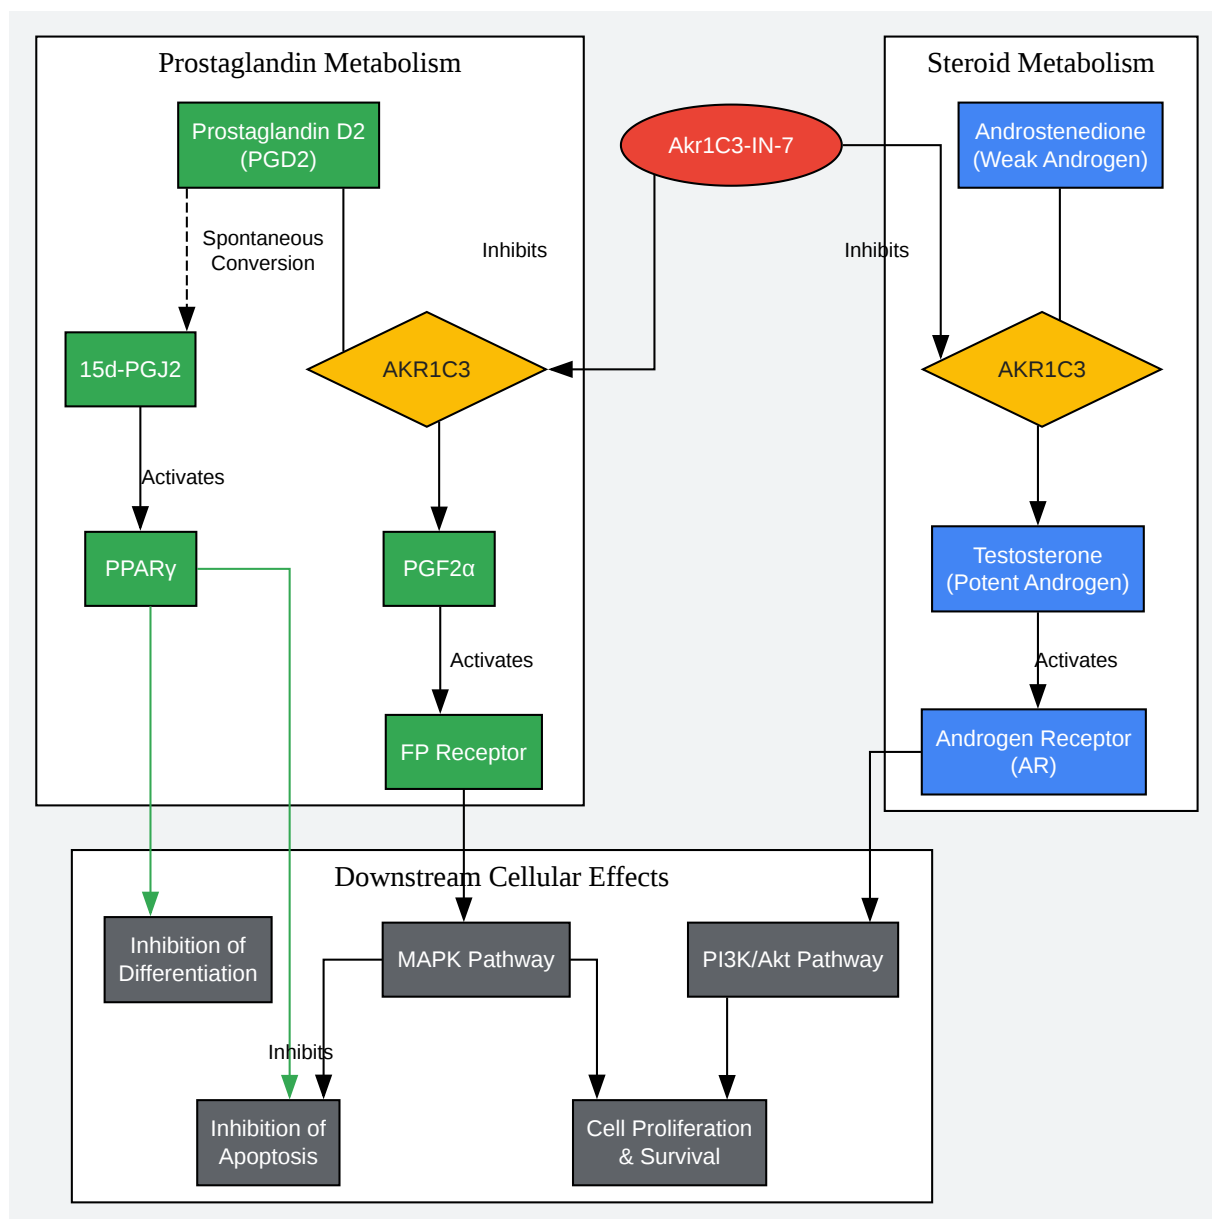 Prostaglandin Metabolism
Steroid Metabolism
Prostaglandin D2
(PGD2)
Akr1C3-IN-7
Androstenedione
(Weak Androgen)
Spontaneous
Conversion
Inhibits
Inhibits
15d-PGJ2
AKR1C3
AKR1C3
Activates
PPARγ
PGF2α
Testosterone
(Potent Androgen)
Activates
Activates
FP Receptor
Androgen Receptor
(AR)
Downstream Cellular Effects
Inhibition of
Differentiation
MAPK Pathway
PI3K/Akt Pathway
Inhibits
Inhibition of
Apoptosis
Cell Proliferation
& Survival